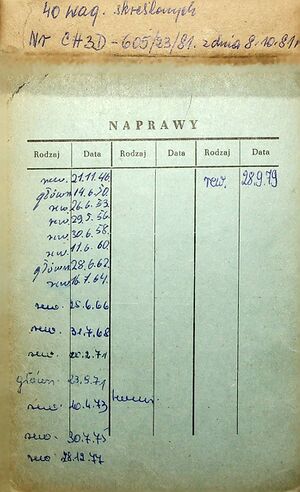 40 wag. skreślonych
Nr CH3D-605/23/81. z dnia 8.10.81r
NAPRAWY
Rodzaj Data Rodzaj Data Rodzaj Data
rew. 21.11.46 rew. 28.9.79
główn. 14.6.50.
rew. 26.6.53.
rew. 29.5.56
rew. 30.6.58.
rew. 11.6.60.
główn. 28.6.62.
rew. 16.7.64.
rew. 25.6.66
rew. 31.7.68
rew. 20.2.71
główn. 23.9.71
rew. 20.4.73
rew. 30.7.75
rew 28.12.77